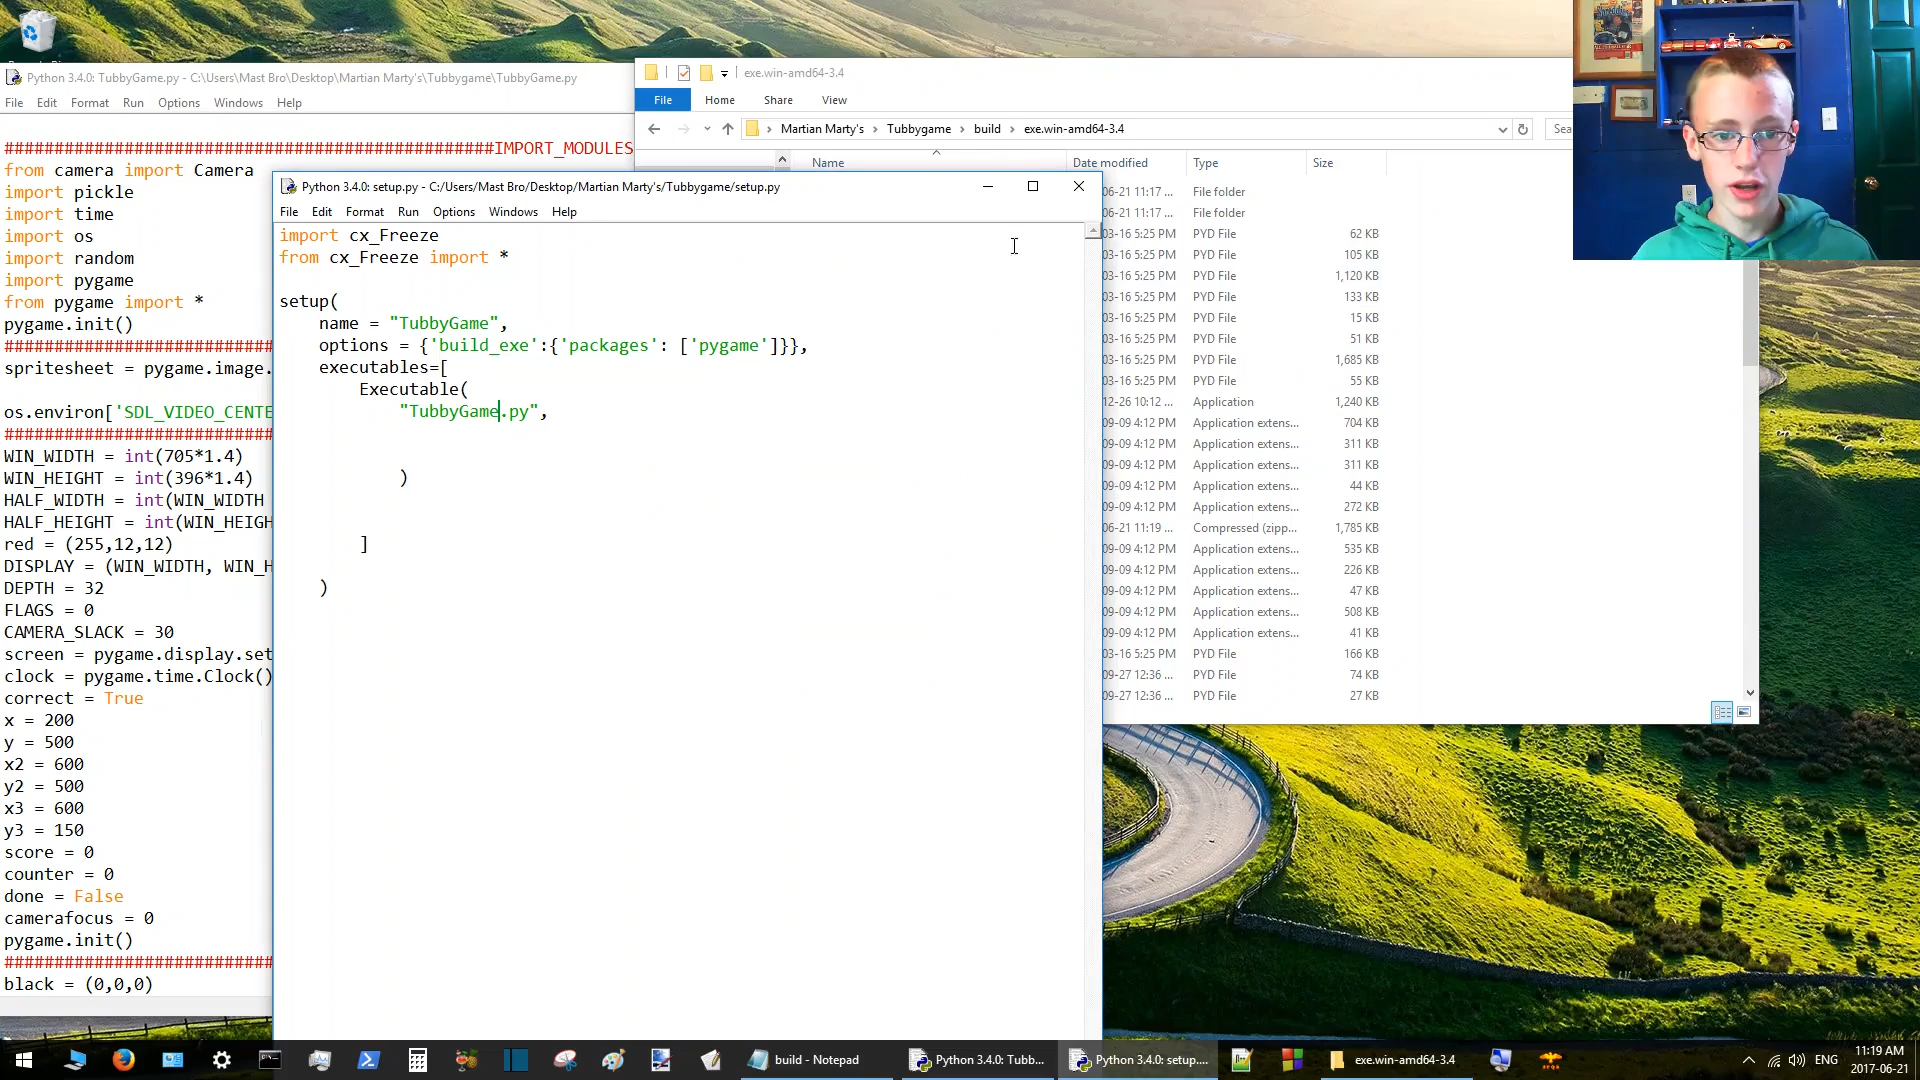 Python 3.4.0: TubbyGame.py - C:\Users\Mast Bro\Desktop\Martian Marty's\Tubbygame\TubbyGame.py
File Edit Format Run Options Windows Help
#################################################IMPORT_MODULES
from camera import Camera
import pickle
import time
import os
import random
import pygame
from pygame import *
pygame.init()
###########################
spritesheet = pygame.image.
os.environ['SDL_VIDEO_CENTE
###########################
WIN_WIDTH = int(705*1.4)
WIN_HEIGHT = int(396*1.4)
HALF_WIDTH = int(WIN_WIDTH
HALF_HEIGHT = int(WIN_HEIGH
red = (255,12,12)
DISPLAY = (WIN_WIDTH, WIN_H
DEPTH = 32
FLAGS = 0
CAMERA_SLACK = 30
screen = pygame.display.set
clock = pygame.time.Clock()
correct = True
x = 200
y = 500
x2 = 600
y2 = 500
x3 = 600
y3 = 150
score = 0
counter = 0
done = False
camerafocus = 0
pygame.init()
###########################
black = (0,0,0)
Python 3.4.0: setup.py - C:/Users/Mast Bro/Desktop/Martian Marty's/Tubbygame/setup.py
File Edit Format Run Options Windows Help
import cx_Freeze
from cx_Freeze import *
setup(
name = "TubbyGame",
options = {'build_exe':{'packages': ['pygame']}},
executables=[
Executable(
"TubbyGame.py",
)
]
)
exe.win-amd64-3.4
File Home Share View
Martian Marty's > Tubbygame > build > exe.win-amd64-3.4
Sea
Name Date modified Type Size
06-21 11:17 ... File folder
06-21 11:17 ... File folder
03-16 5:25 PM PYD File 62 KB
03-16 5:25 PM PYD File 105 KB
03-16 5:25 PM PYD File 1,120 KB
03-16 5:25 PM PYD File 133 KB
03-16 5:25 PM PYD File 15 KB
03-16 5:25 PM PYD File 51 KB
03-16 5:25 PM PYD File 1,685 KB
03-16 5:25 PM PYD File 55 KB
12-26 10:12 ... Application 1,240 KB
09-09 4:12 PM Application extens... 704 KB
09-09 4:12 PM Application extens... 311 KB
09-09 4:12 PM Application extens... 311 KB
09-09 4:12 PM Application extens... 44 KB
09-09 4:12 PM Application extens... 272 KB
06-21 11:19 ... Compressed (zipp... 1,785 KB
09-09 4:12 PM Application extens... 535 KB
09-09 4:12 PM Application extens... 226 KB
09-09 4:12 PM Application extens... 47 KB
09-09 4:12 PM Application extens... 508 KB
09-09 4:12 PM Application extens... 41 KB
03-16 5:25 PM PYD File 166 KB
09-27 12:36 ... PYD File 74 KB
09-27 12:36 ... PYD File 27 KB
build - Notepad
Python 3.4.0: Tubb...
Python 3.4.0: setup....
exe.win-amd64-3.4
ENG
11:19 AM
2017-06-21